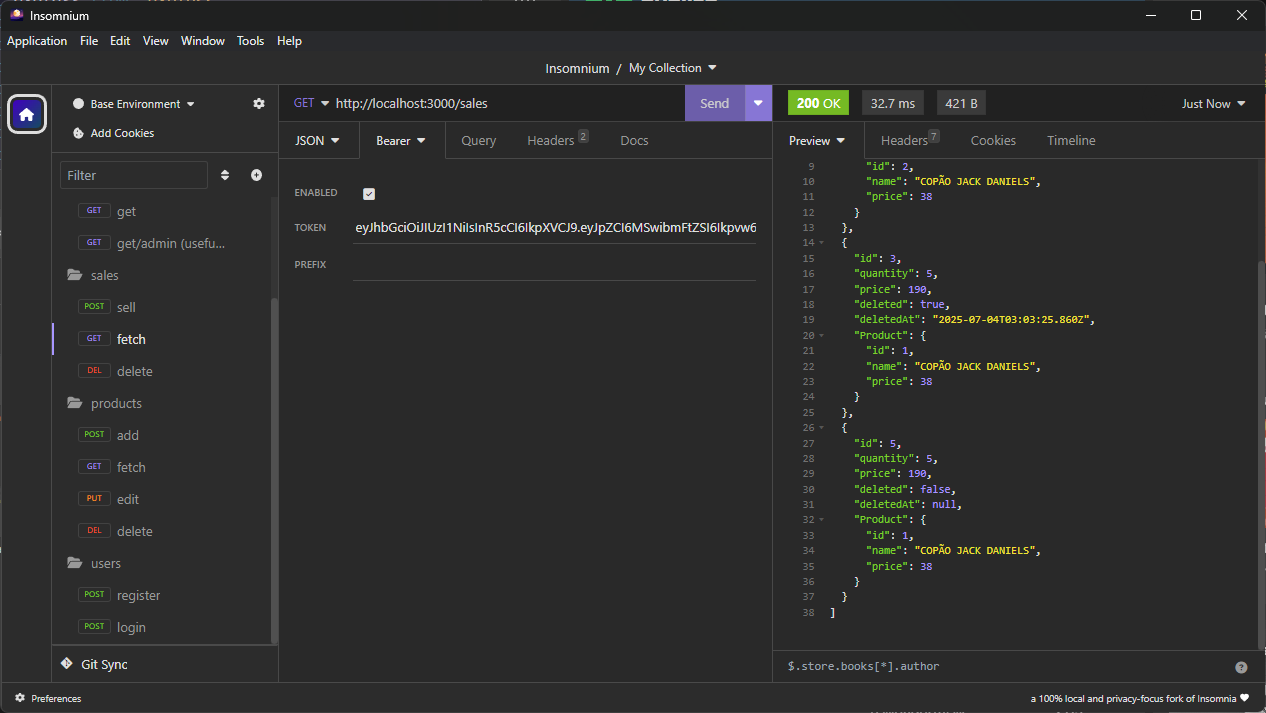 Insomnium
Application File Edit View Window Tools Help
Insomnium / My Collection
Base Environment
Add Cookies
Filter
GET get
GET get/admin (usefu...
sales
POST sell
GET fetch
DEL delete
products
POST add
GET fetch
PUT edit
DEL delete
users
POST register
POST login
Git Sync
GET http://localhost:3000/sales Send
JSON Bearer Query Headers 2 Docs
ENABLED
TOKEN eyJhbGciOiJIUzI1NiIsInR5cCI6IkpXVCJ9.eyJpZCI6MSwibmFtZSI6Ikpvw6
PREFIX
200 OK 32.7 ms 421 B Just Now
Preview Headers 7 Cookies Timeline
9 "id": 2,
10 "name": "COPÃO JACK DANIELS",
11 "price": 38
12 }
13 },
14 {
15 "id": 3,
16 "quantity": 5,
17 "price": 190,
18 "deleted": true,
19 "deletedAt": "2025-07-04T03:03:25.860Z",
20 "Product": {
21 "id": 1,
22 "name": "COPÃO JACK DANIELS",
23 "price": 38
24 }
25 },
26 {
27 "id": 5,
28 "quantity": 5,
29 "price": 190,
30 "deleted": false,
31 "deletedAt": null,
32 "Product": {
33 "id": 1,
34 "name": "COPÃO JACK DANIELS",
35 "price": 38
36 }
37 }
38 ]
$.store.books[*].author ?
Preferences
a 100% local and privacy-focus fork of Insomnia